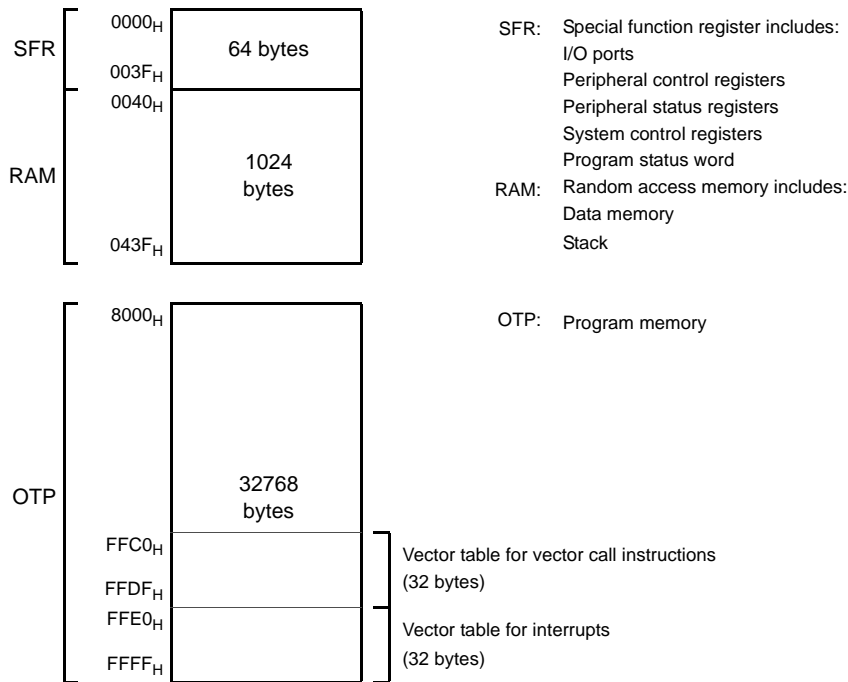 0000H
SFR
64 bytes
003FH
0040H
RAM
1024
bytes
043FH
SFR: Special function register includes:
I/O ports
Peripheral control registers
Peripheral status registers
System control registers
Program status word
RAM: Random access memory includes:
Data memory
Stack
8000H
OTP: Program memory
OTP
32768
bytes
FFC0H
Vector table for vector call instructions
(32 bytes)
FFDFH
FFE0H
Vector table for interrupts
(32 bytes)
FFFFH